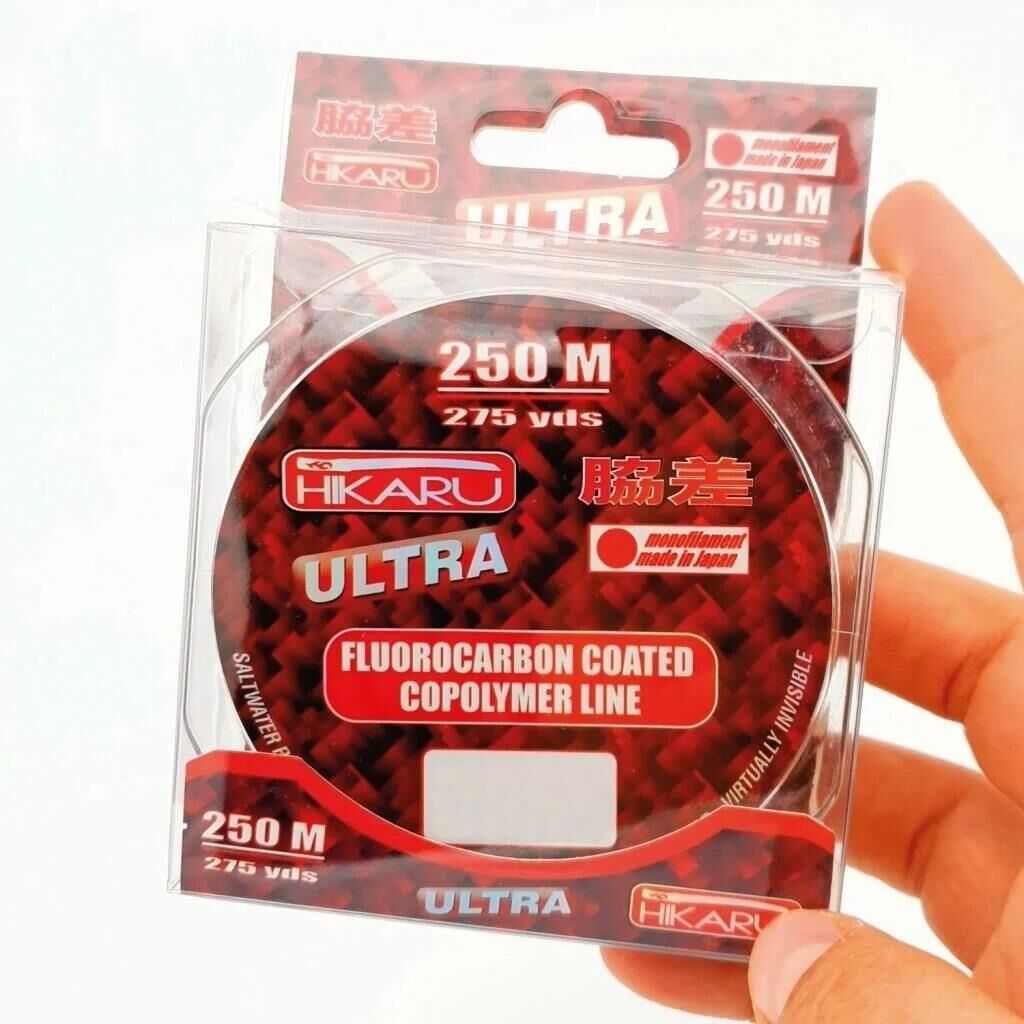 脇差
HIKARU
ULTRA
monofilament
made in Japan
250 M
275 yds
250 M
275 yds
HIKARU
脇差
ULTRA
monofilament
made in Japan
FLUOROCARBON COATED
COPOLYMER LINE
SALTWATER
VIRTUALLY INVISIBLE
250 M
275 yds
ULTRA
HIKARU